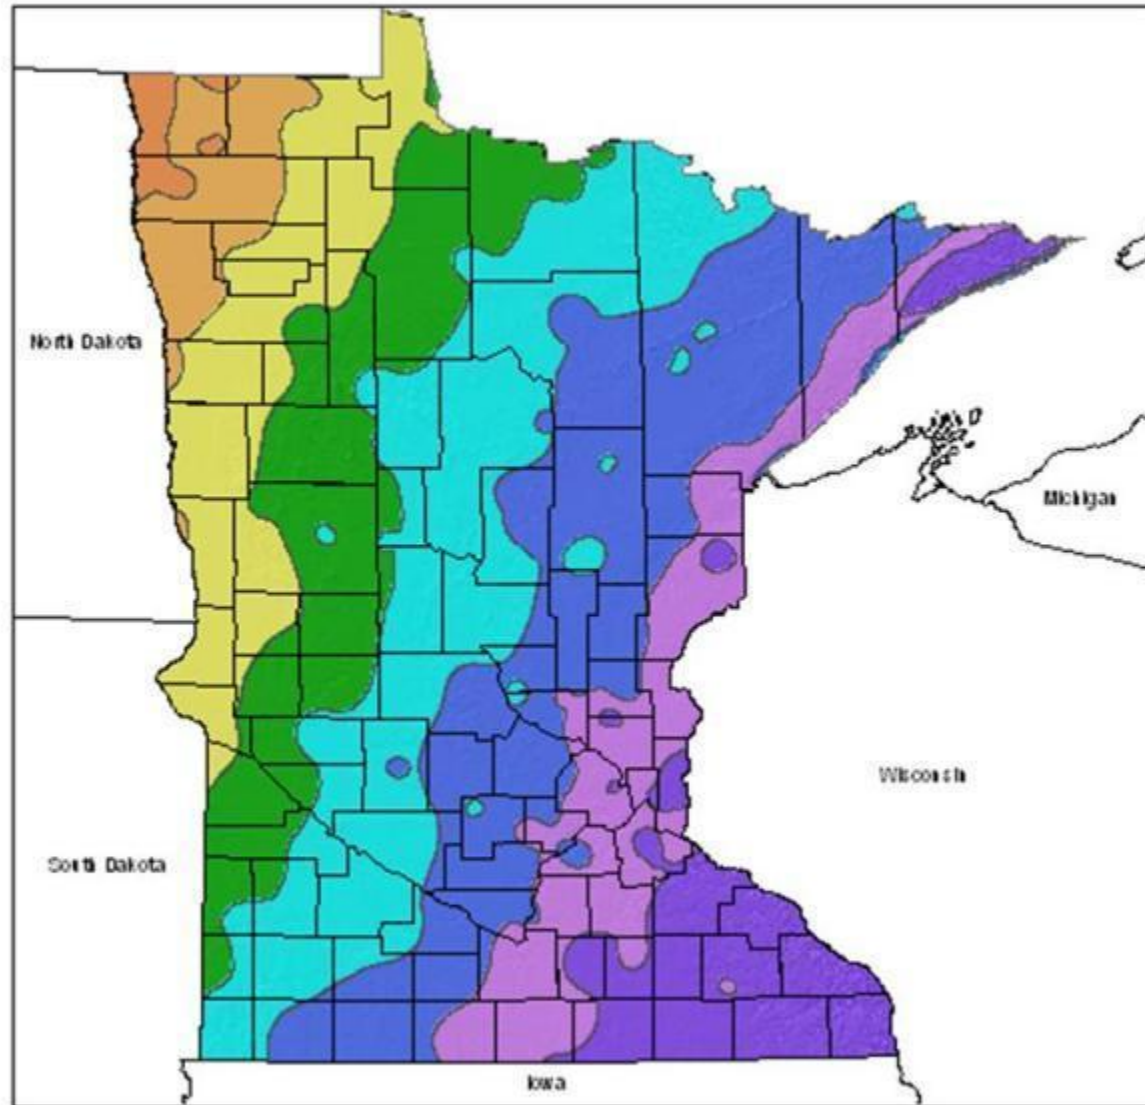 North Dakota
Michigan
Wisconsin
South Dakota
Iowa